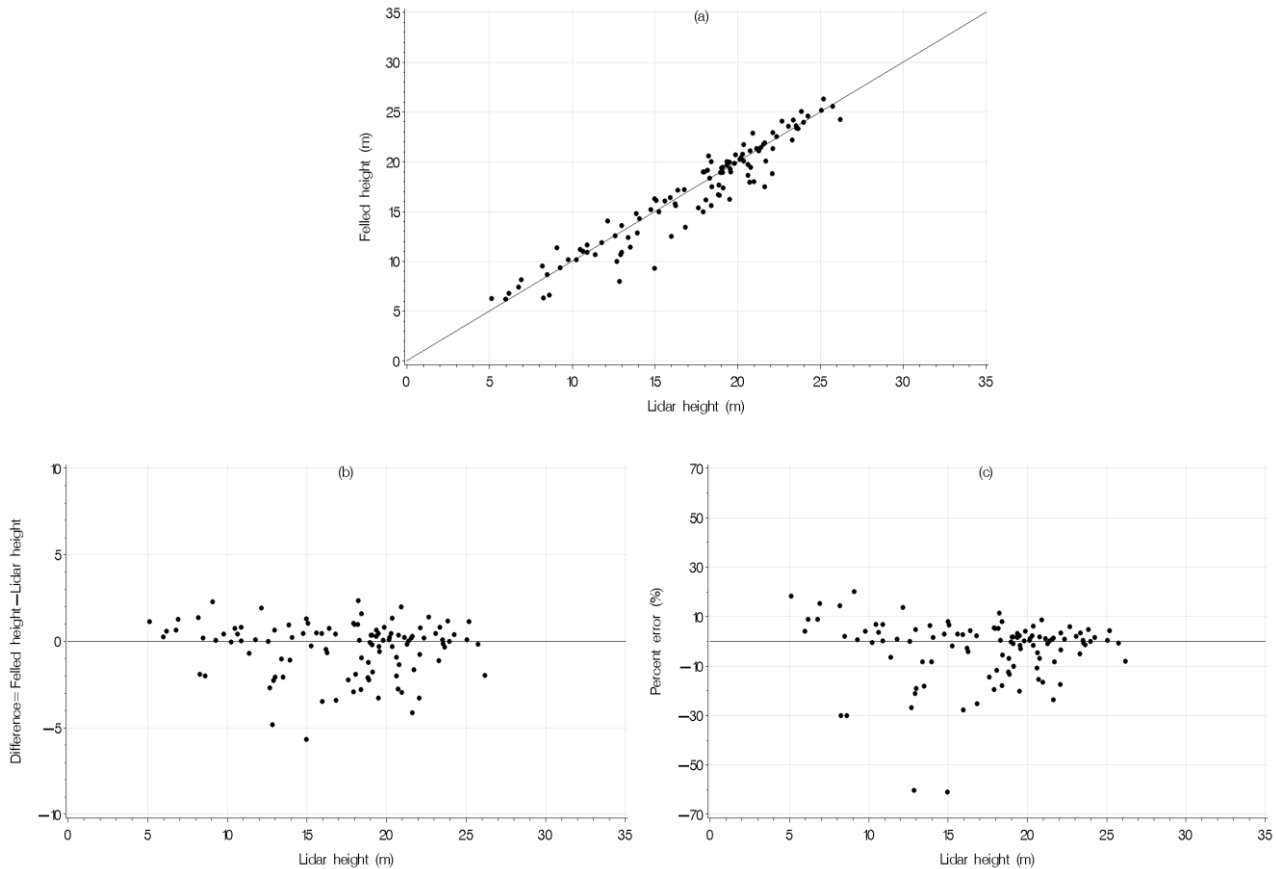 (a)
35
30
25
20
15
10
5
0
Felled height (m)
0 5 10 15 20 25 30 35
Lidar height (m)
(b)
10
5
0
−5
−10
Difference=Felled height−Lidar height
0 5 10 15 20 25 30 35
Lidar height (m)
(c)
70
50
30
10
−10
−30
−50
−70
Percent error (%)
0 5 10 15 20 25 30 35
Lidar height (m)